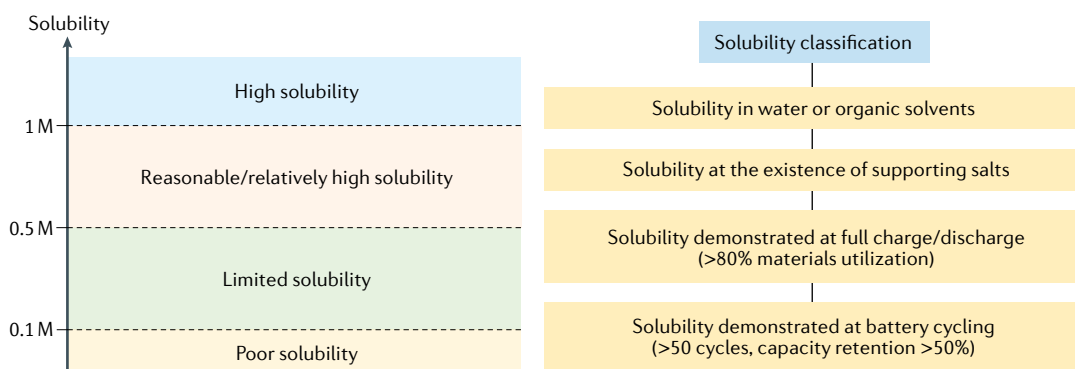 Solubility
High solubility
1 M
Reasonable/relatively high solubility
0.5 M
Limited solubility
0.1 M
Poor solubility
Solubility classification
Solubility in water or organic solvents
Solubility at the existence of supporting salts
Solubility demonstrated at full charge/discharge
(>80% materials utilization)
Solubility demonstrated at battery cycling
(>50 cycles, capacity retention >50%)